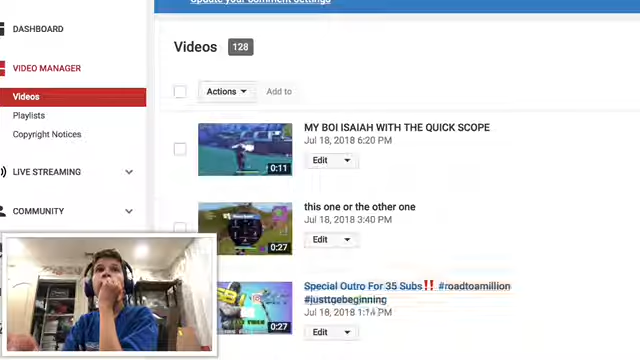 Update your comment settings
DASHBOARD
Videos 128
VIDEO MANAGER
Videos
Actions Add to
Playlists
Copyright Notices
MY BOI ISAIAH WITH THE QUICK SCOPE
Jul 18, 2018 6:20 PM
0:11
Edit
LIVE STREAMING
COMMUNITY
this one or the other one
Jul 18, 2018 3:40 PM
0:27
Edit
Special Outro For 35 Subs‼️ #roadtoamillion
#justtgebeginning
Jul 18, 2018 1:14 PM
0:27
Edit